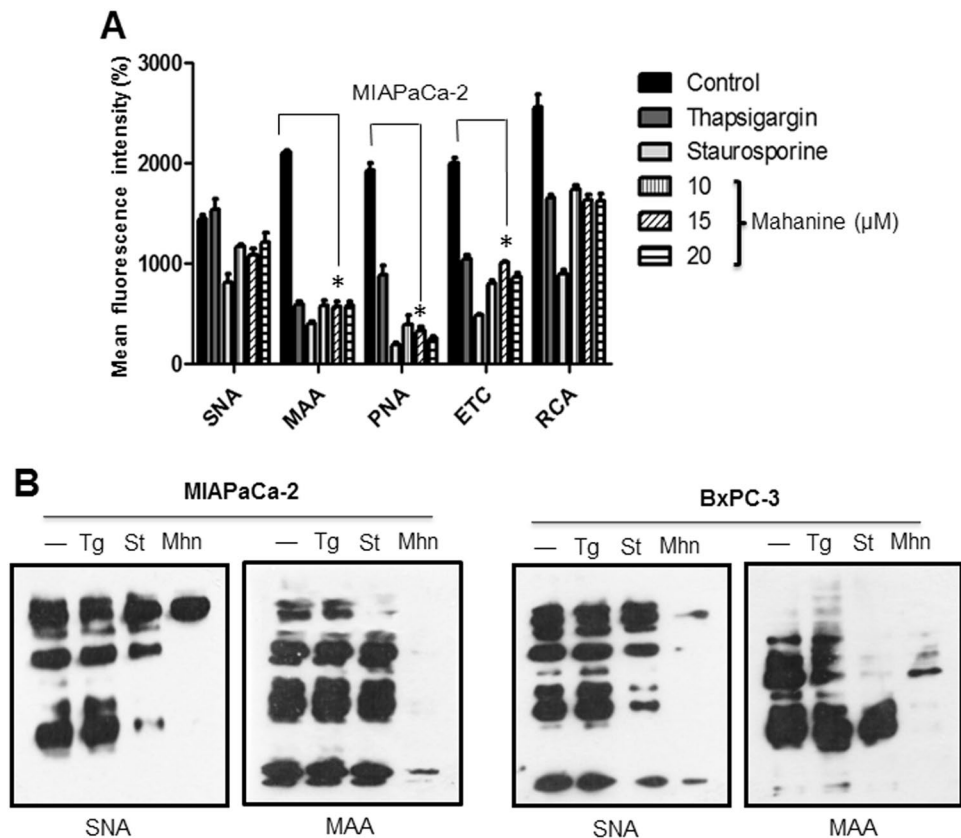 A
Mean fluorescence intensity (%)
3000
2000
1000
0
MIAPaCa-2
*
*
*
SNA
MAA
PNA
ETC
RCA
Control
Thapsigargin
Staurosporine
10
15
20
Mahanine (µM)
B
MIAPaCa-2
— Tg St Mhn
— Tg St Mhn
SNA
MAA
BxPC-3
— Tg St Mhn
— Tg St Mhn
SNA
MAA